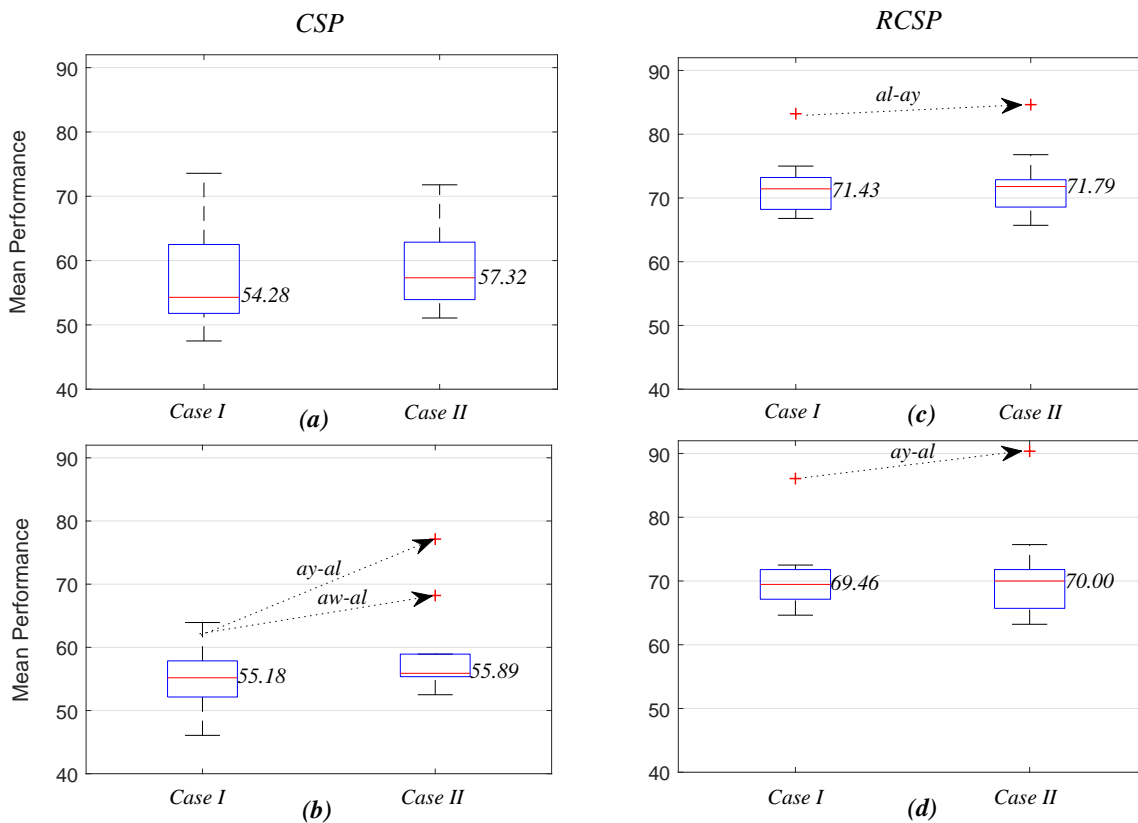 CSP
90
80
70
60
50
40
Mean Performance
54.28
57.32
Case I
(a)
Case II
RCSP
90
80
70
60
50
40
al-ay
71.43
71.79
Case I
(c)
Case II
90
80
70
60
50
40
Mean Performance
ay-al
aw-al
55.18
55.89
Case I
(b)
Case II
90
80
70
60
50
40
ay-al
69.46
70.00
Case I
(d)
Case II